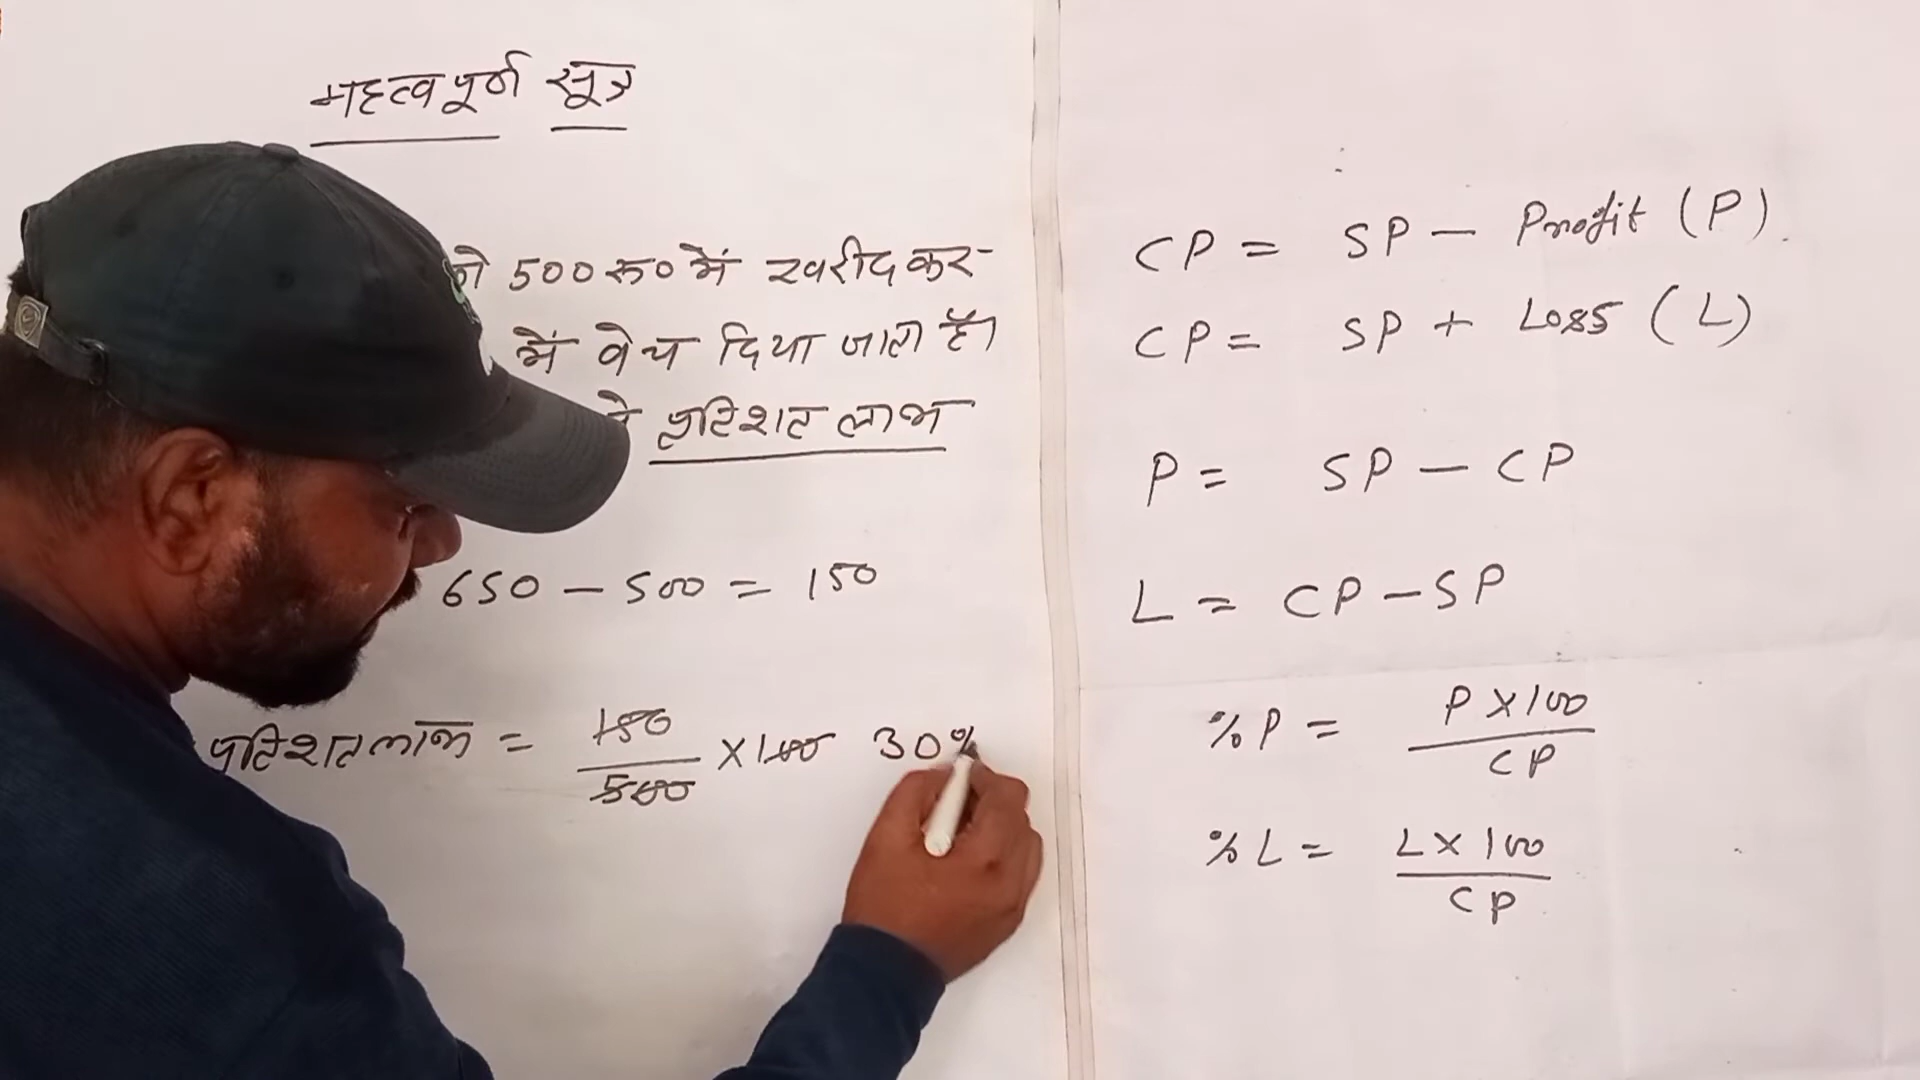 महत्वपूर्ण सूत्र
को 500 रू० में खरीदकर
में बेच दिया जाता है।
प्रतिशत लाभ
650 - 500 = 150
प्रतिशत लाभ = 150/500 ×100 30%
CP = SP - Profit (P).
CP = SP + Loss (L)
P = SP - CP
L = CP - SP
%P = P×100/CP
%L = L×100/CP